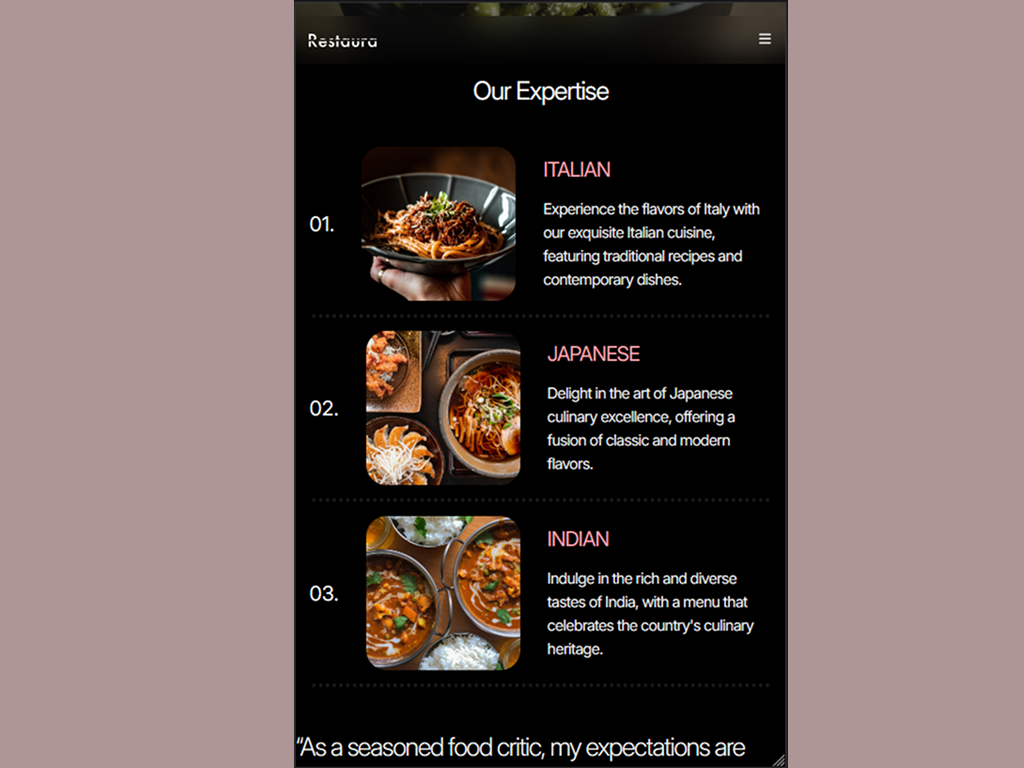 Restaura
Our Expertise
01.
ITALIAN
Experience the flavors of Italy with
our exquisite Italian cuisine,
featuring traditional recipes and
contemporary dishes.
02.
JAPANESE
Delight in the art of Japanese
culinary excellence, offering a
fusion of classic and modern
flavors.
03.
INDIAN
Indulge in the rich and diverse
tastes of India, with a menu that
celebrates the country's culinary
heritage.
“As a seasoned food critic, my expectations are